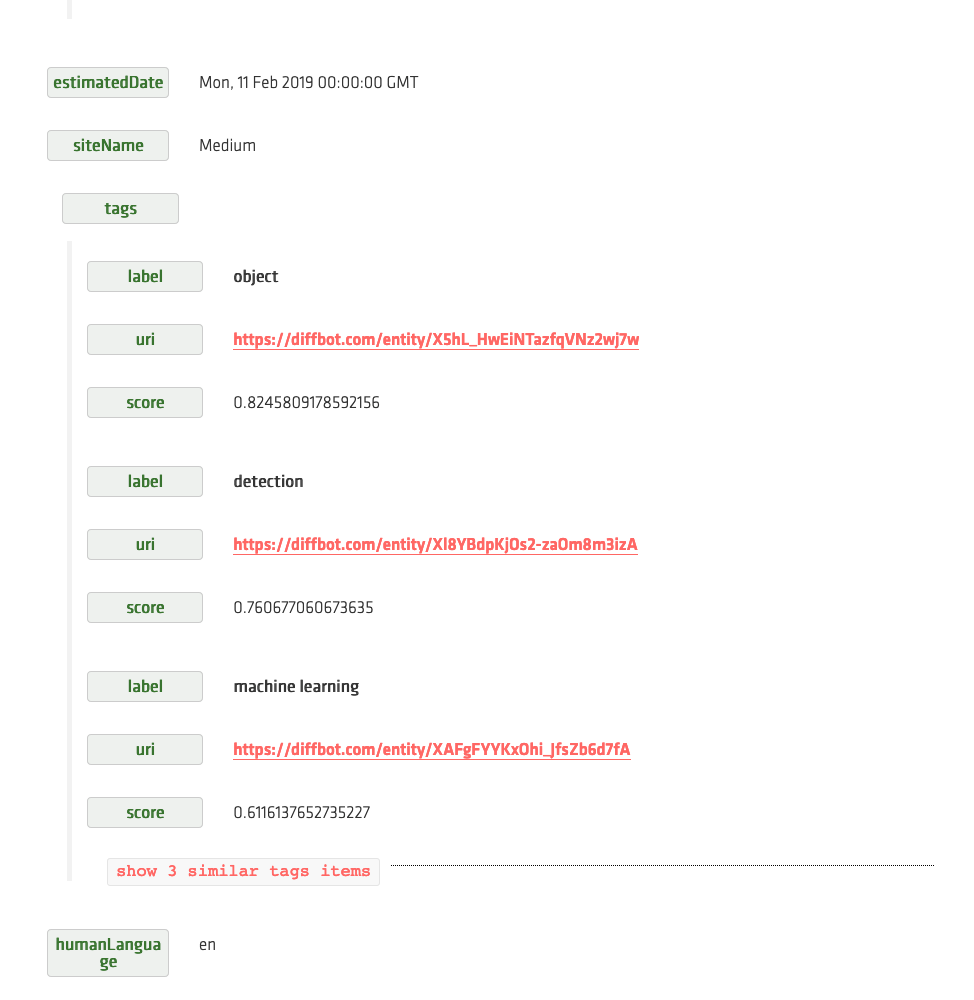 estimatedDate Mon, 11 Feb 2019 00:00:00 GMT
siteName Medium
tags
label object
uri https://diffbot.com/entity/X5hL_HwEiNTazfqVNz2wj7w
score 0.8245809178592156
label detection
uri https://diffbot.com/entity/Xl8YBdpKjOs2-zaOm8m3izA
score 0.760677060673635
label machine learning
uri https://diffbot.com/entity/XAFgFYYKxOhi_JfsZb6d7fA
score 0.6116137652735227
show 3 similar tags items
humanLangua en
ge